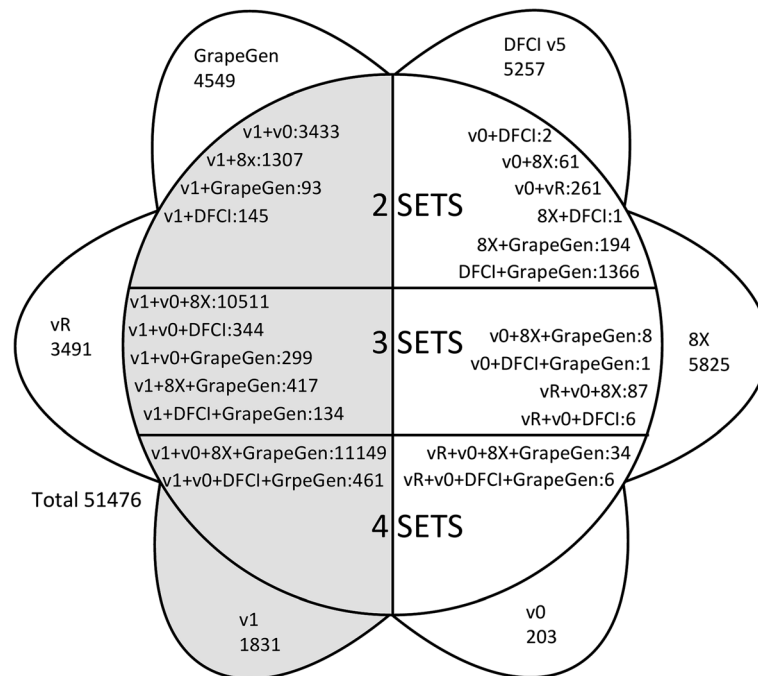 GrapeGen
4549
DFCI v5
5257
v1+v0:3433
v1+8x:1307
v1+GrapeGen:93
v1+DFCI:145
2 SETS
v0+DFCI:2
v0+8X:61
v0+vR:261
8X+DFCI:1
8X+GrapeGen:194
DFCI+GrapeGen:1366
vR
3491
v1+v0+8X:10511
v1+v0+DFCI:344
v1+v0+GrapeGen:299
v1+8X+GrapeGen:417
v1+DFCI+GrapeGen:134
3 SETS
v0+8X+GrapeGen:8
v0+DFCI+GrapeGen:1
vR+v0+8X:87
vR+v0+DFCI:6
8X
5825
v1+v0+8X+GrapeGen:11149
v1+v0+DFCI+GrpeGen:461
vR+v0+8X+GrapeGen:34
vR+v0+DFCI+GrapeGen:6
4 SETS
Total 51476
v1
1831
v0
203